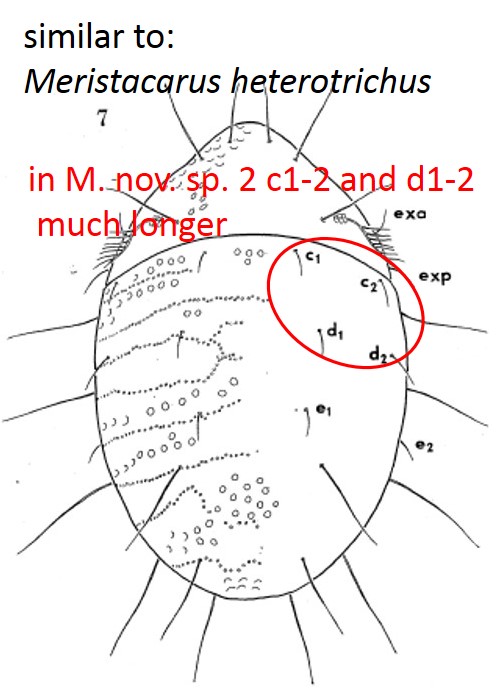 similar to:
Meristacarus heterotrichus
7
in M. nov. sp. 2 c1-2 and d1-2
much longer
exa
c1
exp
c2
d1
d2
e1
e2